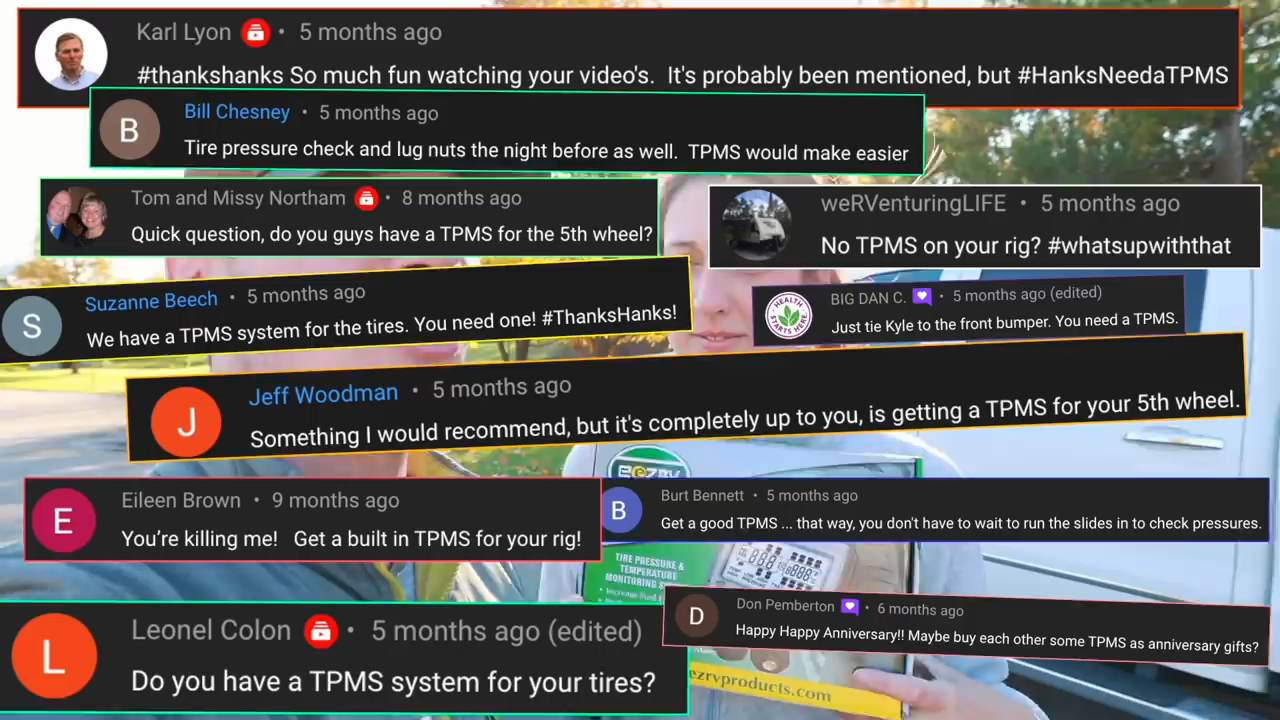 Karl Lyon • 5 months ago
#thankshanks So much fun watching your video's. It's probably been mentioned, but #HanksNeedaTPMS
B
Bill Chesney • 5 months ago
Tire pressure check and lug nuts the night before as well. TPMS would make easier
Tom and Missy Northam • 8 months ago
Quick question, do you guys have a TPMS for the 5th wheel?
weRVenturingLIFE • 5 months ago
No TPMS on your rig? #whatsupwiththat
S
Suzanne Beech • 5 months ago
We have a TPMS system for the tires. You need one! #ThanksHanks!
HEALTH
STARTS HERE
BIG DAN C. • 5 months ago (edited)
Just tie Kyle to the front bumper. You need a TPMS.
J
Jeff Woodman • 5 months ago
Something I would recommend, but it's completely up to you, is getting a TPMS for your 5th wheel.
EEZRV
E
Eileen Brown • 9 months ago
You're killing me! Get a built in TPMS for your rig!
B
Burt Bennett • 5 months ago
Get a good TPMS ... that way, you don't have to wait to run the slides in to check pressures.
TIRE PRESSURE &
TEMPERATURE
MONITORING
D
Don Pemberton • 6 months ago
Happy Happy Anniversary!! Maybe buy each other some TPMS as anniversary gifts?
L
Leonel Colon • 5 months ago (edited)
Do you have a TPMS system for your tires?
ezrvproducts.com